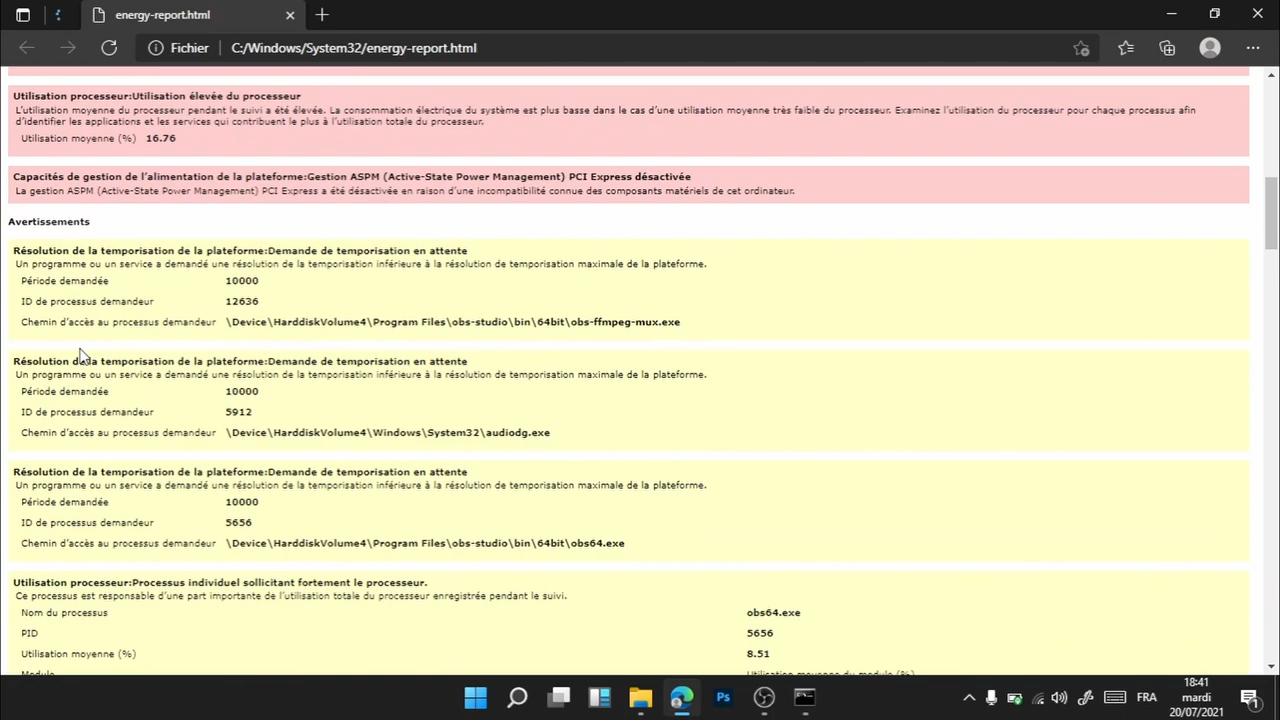 energy-report.html
Fichier
C:/Windows/System32/energy-report.html
Utilisation processeur:Utilisation élevée du processeur
L'utilisation moyenne du processeur pendant le suivi a été élevée. La consommation électrique du système est plus basse dans le cas d'une utilisation moyenne très faible du processeur. Examinez l'utilisation du processeur pour chaque processus afin
d'identifier les applications et les services qui contribuent le plus à l'utilisation totale du processeur.
Utilisation moyenne (%) 16.76
Capacités de gestion de l'alimentation de la plateforme:Gestion ASPM (Active-State Power Management) PCI Express désactivée
La gestion ASPM (Active-State Power Management) PCI Express a été désactivée en raison d'une incompatibilité connue des composants matériels de cet ordinateur.
Avertissements
Résolution de la temporisation de la plateforme:Demande de temporisation en attente
Un programme ou un service a demandé une résolution de la temporisation inférieure à la résolution de temporisation maximale de la plateforme.
Période demandée 10000
ID de processus demandeur 12636
Chemin d'accès au processus demandeur \Device\HarddiskVolume4\Program Files\obs-studio\bin\64bit\obs-ffmpeg-mux.exe
Résolution de la temporisation de la plateforme:Demande de temporisation en attente
Un programme ou un service a demandé une résolution de la temporisation inférieure à la résolution de temporisation maximale de la plateforme.
Période demandée 10000
ID de processus demandeur 5912
Chemin d'accès au processus demandeur \Device\HarddiskVolume4\Windows\System32\audiodg.exe
Résolution de la temporisation de la plateforme:Demande de temporisation en attente
Un programme ou un service a demandé une résolution de la temporisation inférieure à la résolution de temporisation maximale de la plateforme.
Période demandée 10000
ID de processus demandeur 5656
Chemin d'accès au processus demandeur \Device\HarddiskVolume4\Program Files\obs-studio\bin\64bit\obs64.exe
Utilisation processeur:Processus individuel sollicitant fortement le processeur.
Ce processus est responsable d'une part importante de l'utilisation totale du processeur enregistrée pendant le suivi.
Nom du processus obs64.exe
PID 5656
Utilisation moyenne (%) 8.51
Module Utilisation moyenne du module (%)
Ps
FRA
18:41
mardi
20/07/2021
1